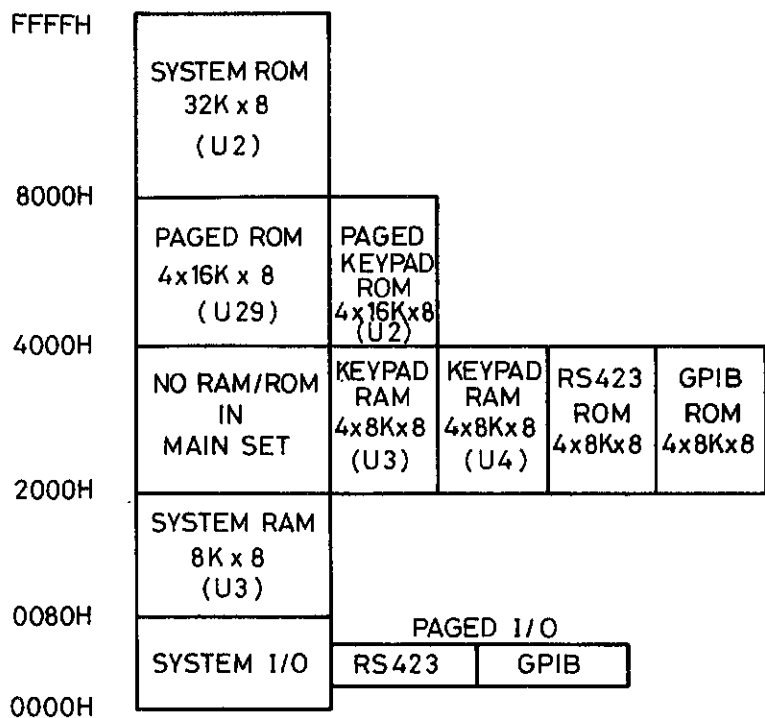 FFFFH
SYSTEM ROM
32K x 8
(U2)
8000H
PAGED ROM
4x16K x 8
(U29)
PAGED
KEYPAD
ROM
4x16Kx8
(U2)
4000H
NO RAM/ROM
IN
MAIN SET
KEYPAD
RAM
4x8Kx8
(U3)
KEYPAD
RAM
4x8Kx8
(U4)
RS423
ROM
4x8Kx8
GPIB
ROM
4x8Kx8
2000H
SYSTEM RAM
8K x 8
(U3)
0080H
PAGED I/O
SYSTEM I/O
RS423
GPIB
0000H